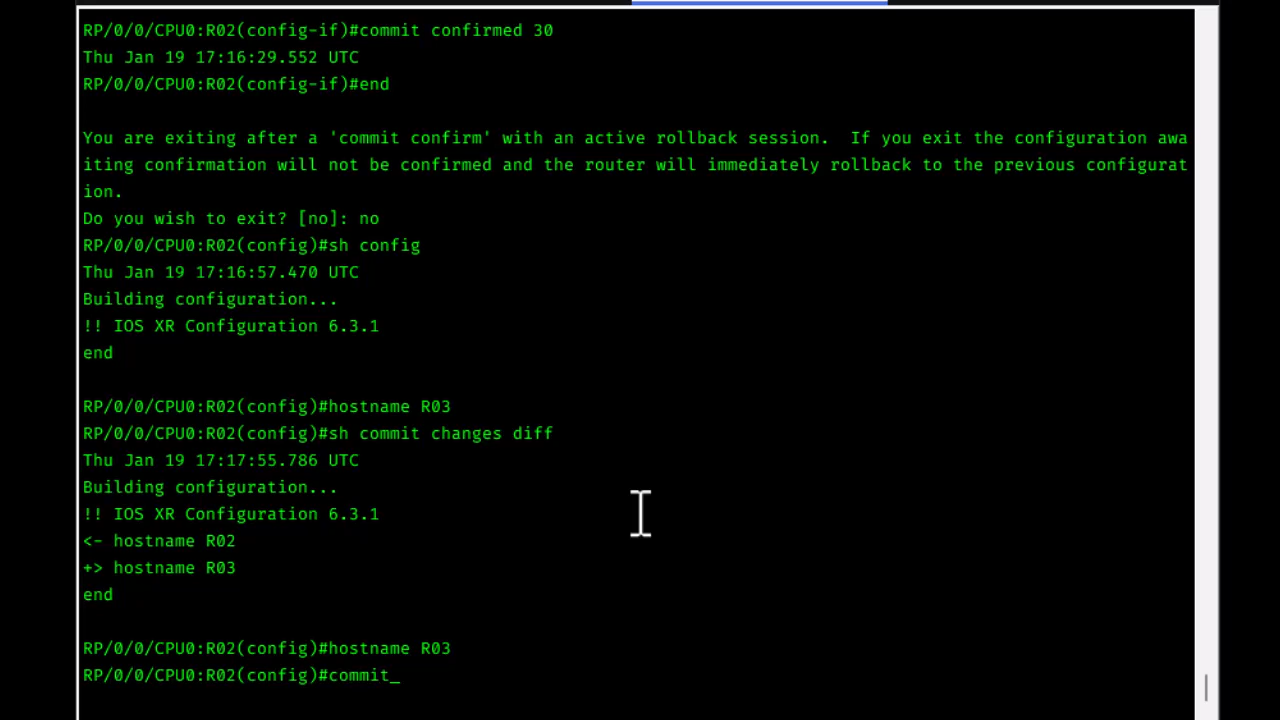 RP/0/0/CPU0:R02(config-if)#commit confirmed 30
Thu Jan 19 17:16:29.552 UTC
RP/0/0/CPU0:R02(config-if)#end
You are exiting after a 'commit confirm' with an active rollback session.  If you exit the configuration awa
iting confirmation will not be confirmed and the router will immediately rollback to the previous configurat
ion.
Do you wish to exit? [no]: no
RP/0/0/CPU0:R02(config)#sh config
Thu Jan 19 17:16:57.470 UTC
Building configuration...
!! IOS XR Configuration 6.3.1
end
RP/0/0/CPU0:R02(config)#hostname R03
RP/0/0/CPU0:R02(config)#sh commit changes diff
Thu Jan 19 17:17:55.786 UTC
Building configuration...
!! IOS XR Configuration 6.3.1
<- hostname R02
+> hostname R03
end
RP/0/0/CPU0:R02(config)#hostname R03
RP/0/0/CPU0:R02(config)#commit_